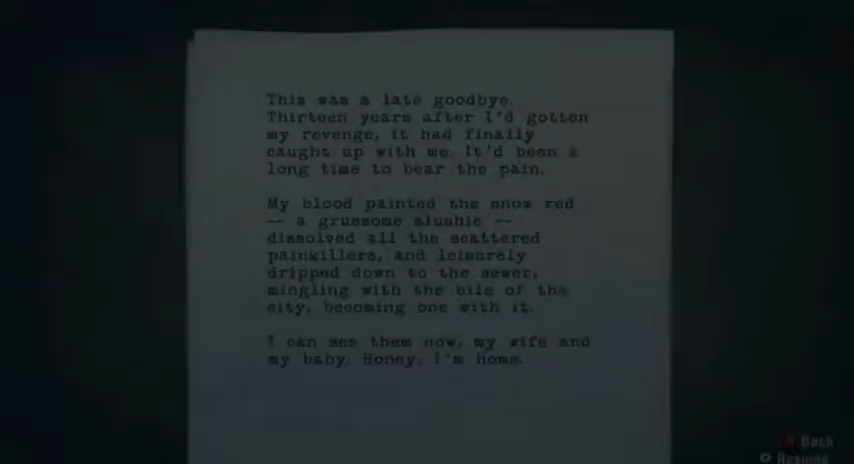 This was a late goodbye.
Thirteen years after I'd gotten
my revenge, it had finally
caught up with me. It'd been a
long time to bear the pain.
My blood painted the snow red
-- a gruesome slushie --
dissolved all the scattered
painkillers, and leisurely
dripped down to the sewer,
mingling with the bile of the
city, becoming one with it.
I can see them now, my wife and
my baby. Honey, I'm home.
Back
Resume